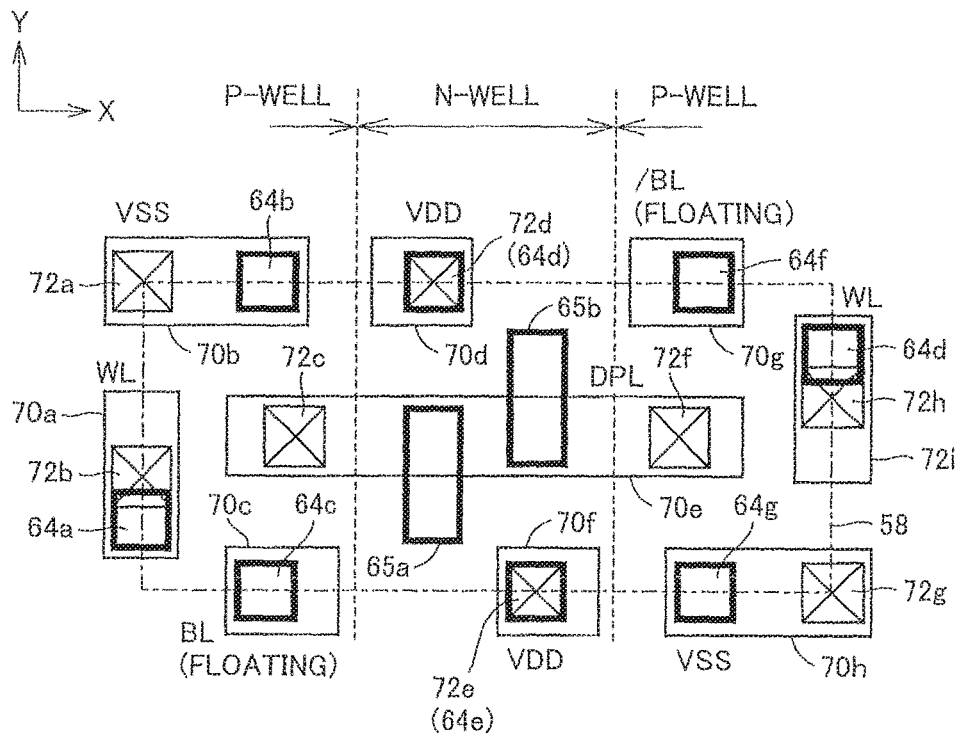 Y
X
P-WELL N-WELL P-WELL
/BL
(FLOATING)
VSS 64b VDD 72d
(64d)
64f
72a 65b WL
70b 72c 70d 72f 70g 64d
WL DPL
70a 72h
72b 72i
70c 64c 70e 64g
64a 70f 58
65a
72g
BL
(FLOATING) VDD VSS 70h
72e
(64e)